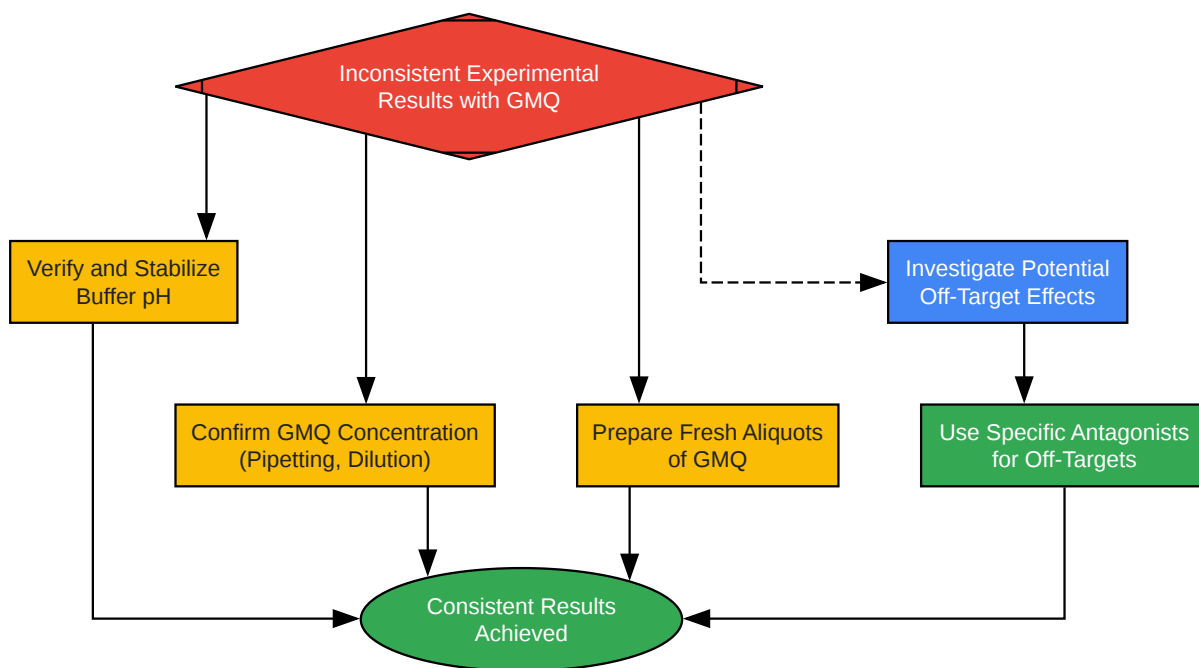 Inconsistent Experimental
Results with GMQ
Verify and Stabilize
Buffer pH
Investigate Potential
Off-Target Effects
Confirm GMQ Concentration
(Pipetting, Dilution)
Prepare Fresh Aliquots
of GMQ
Use Specific Antagonists
for Off-Targets
Consistent Results
Achieved